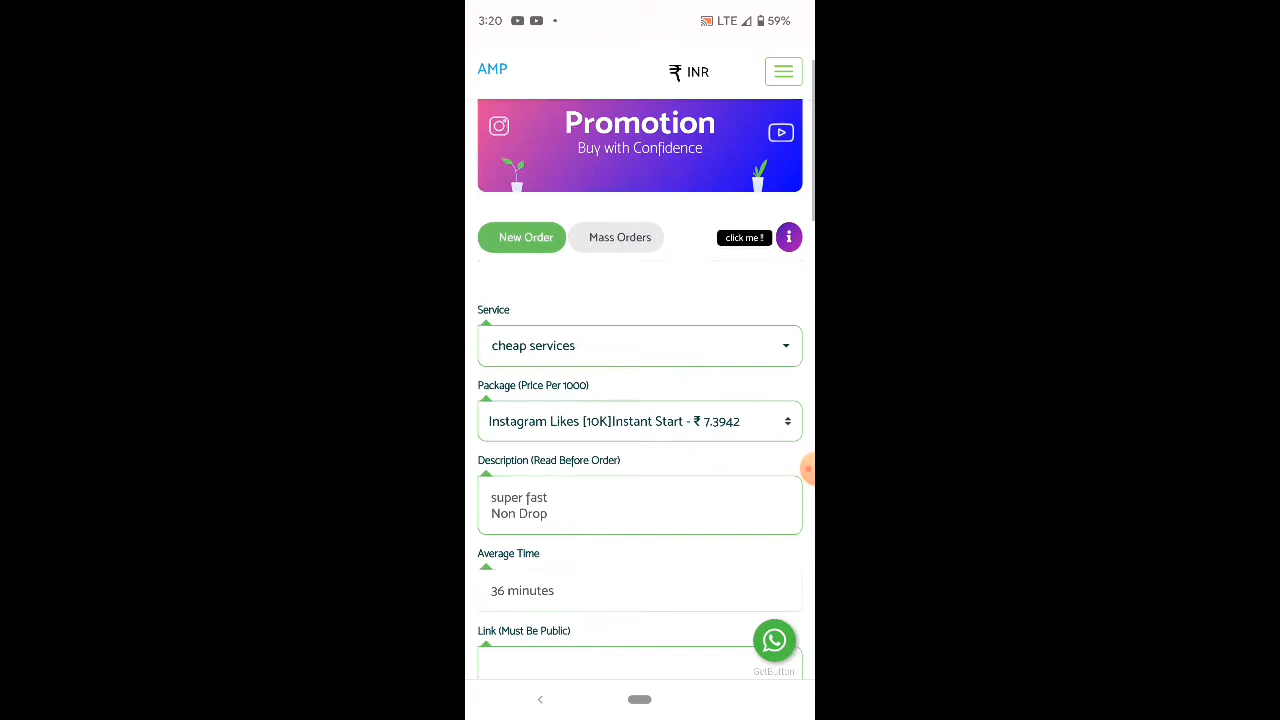 3:20 LTE 59%
AMP ₹ INR
Promotion
Buy with Confidence
New Order Mass Orders click me !! i
Service
cheap services
Package (Price Per 1000)
Instagram Likes [10K]Instant Start - ₹ 7.3942
Description (Read Before Order)
super fast
Non Drop
Average Time
36 minutes
Link (Must Be Public)
GetButton